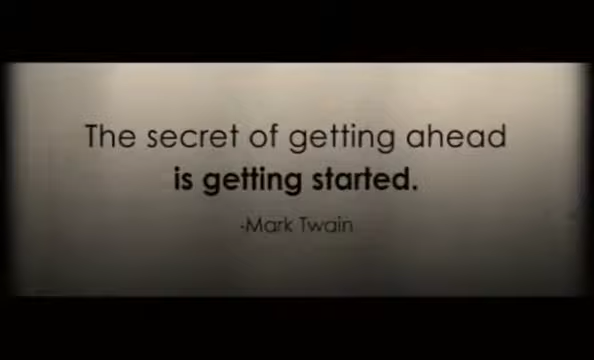 The secret of getting ahead
is getting started.
-Mark Twain